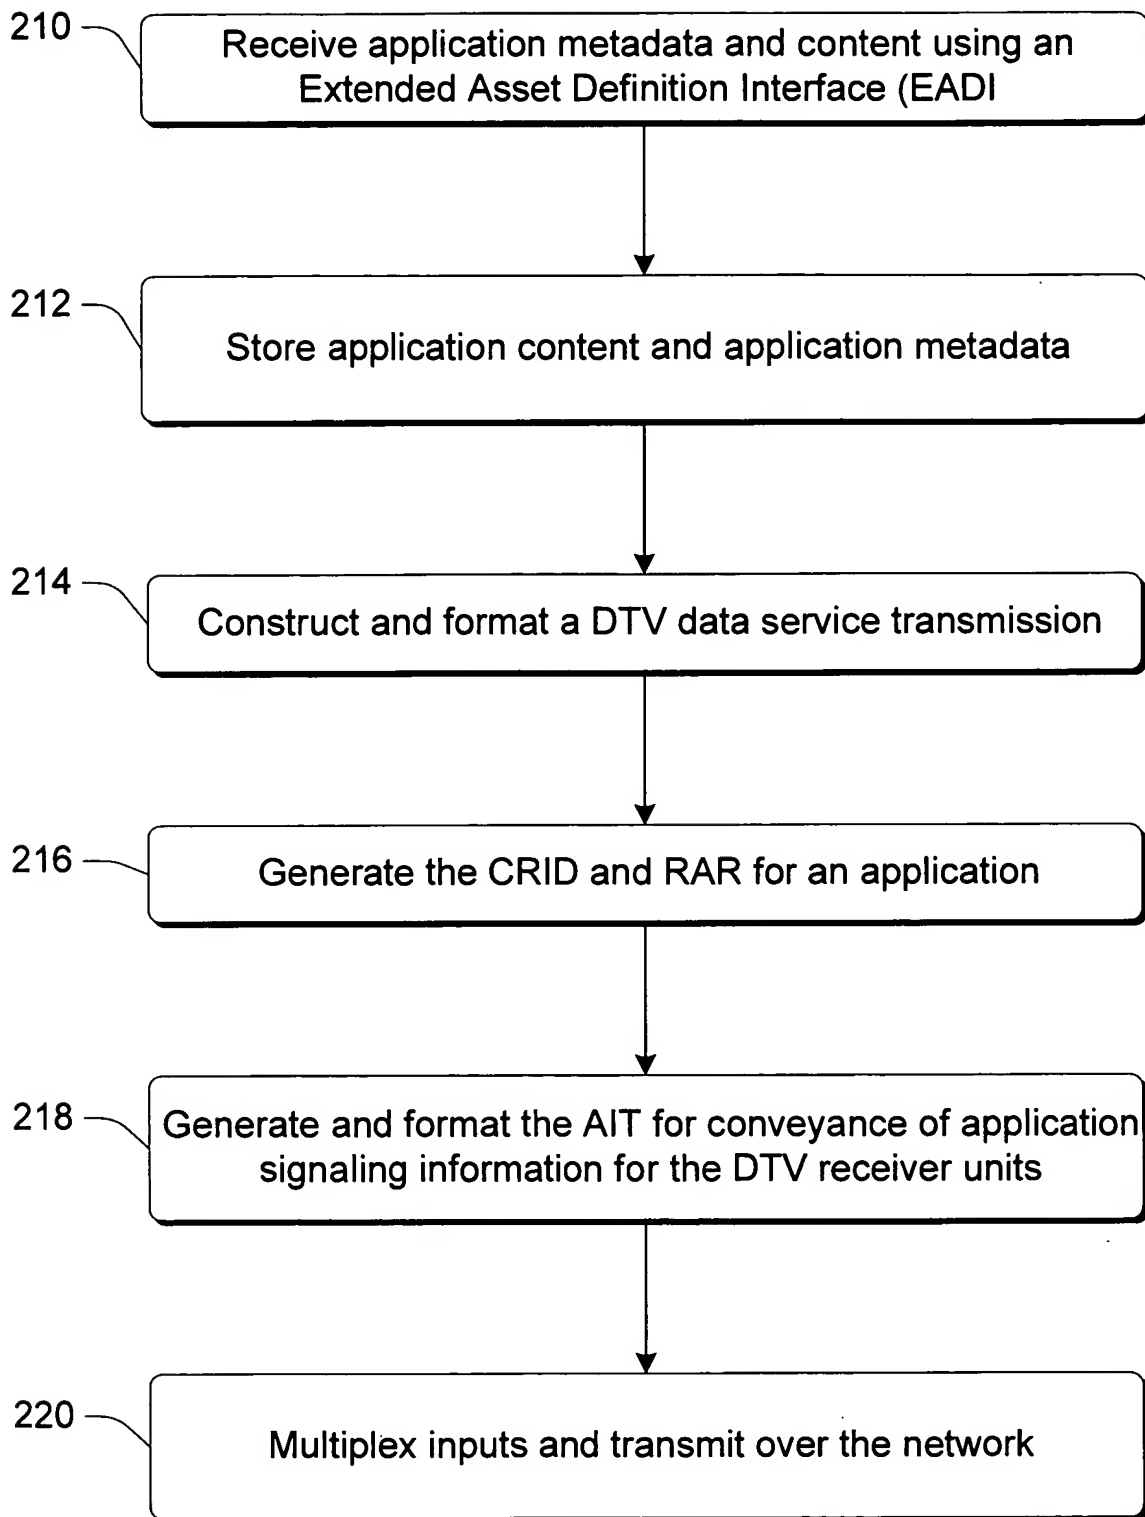 210
Receive application metadata and content using an
Extended Asset Definition Interface (EADI
212
Store application content and application metadata
214
Construct and format a DTV data service transmission
216
Generate the CRID and RAR for an application
218
Generate and format the AIT for conveyance of application
signaling information for the DTV receiver units
220
Multiplex inputs and transmit over the network